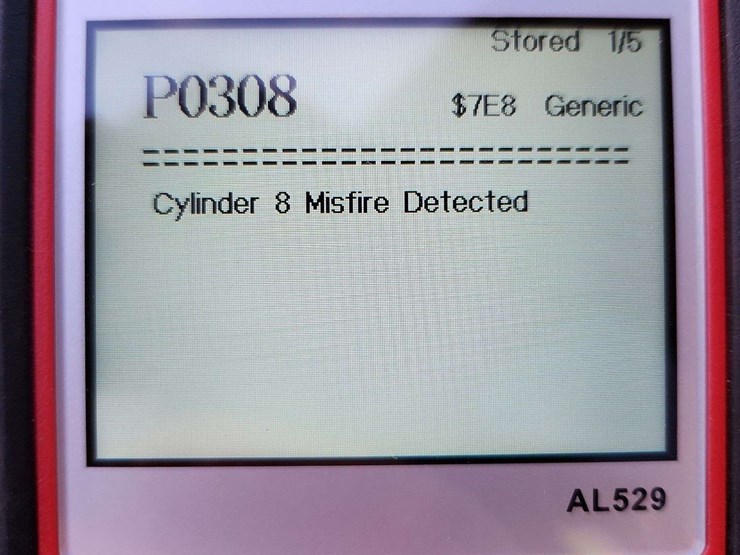 Stored 1/5
P0308 $7E8 Generic
==========================
Cylinder 8 Misfire Detected
AL529